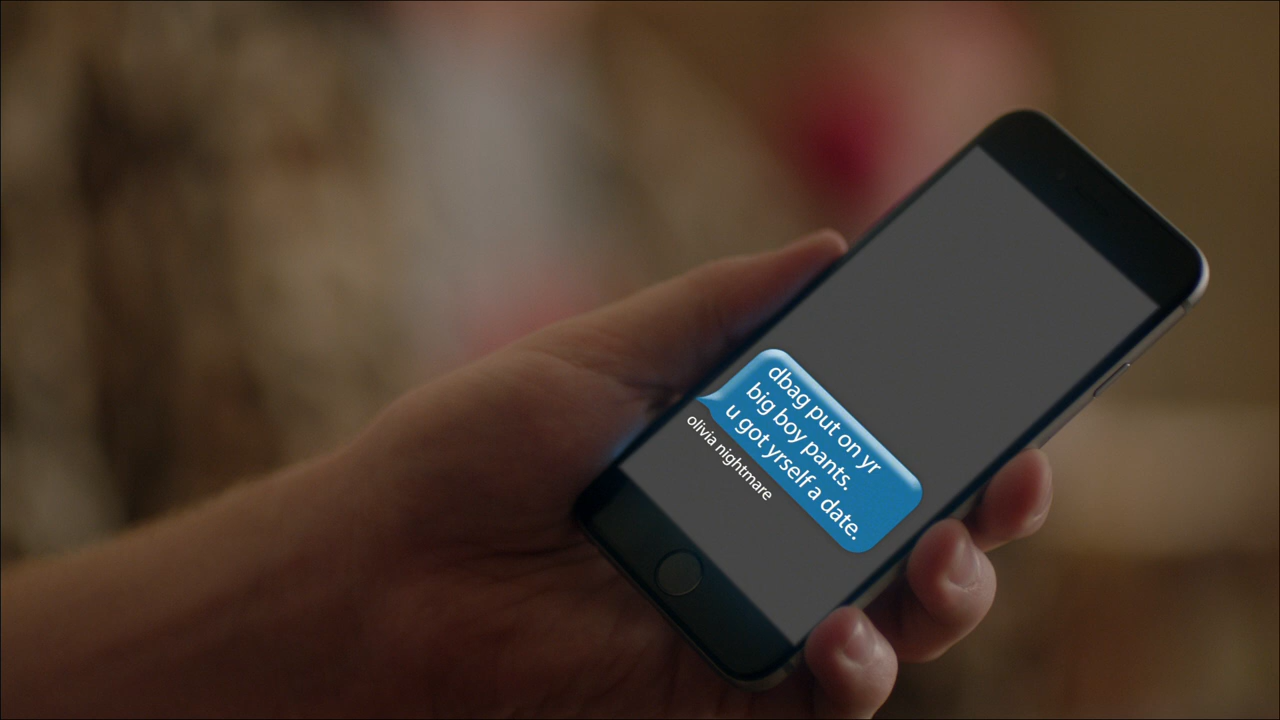 dbag put on yr
big boy pants.
u got yrself a date.
olivia nightmare